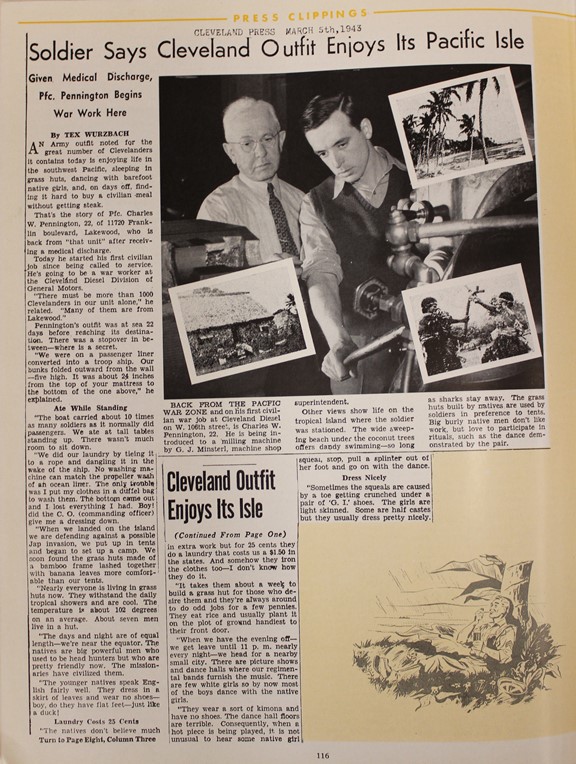 PRESS CLIPPINGS
CLEVELAND PRESS MARCH 5th, 1943
Soldier Says Cleveland Outfit Enjoys Its Pacific Isle
Given Medical Discharge,
Pfc. Pennington Begins
War Work Here
By TEX WURZBACH
AN Army outfit noted for the
great number of Clevelanders
it contains today is enjoying life in
the southwest Pacific, sleeping in
grass huts, dancing with barefoot
native girls, and, on days off, find-
ing it hard to buy a civilian meal
without getting steak.
That's the story of Pfc. Charles
W. Pennington, 22, of 11720 Frank-
lin boulevard, Lakewood, who is
back from "that unit" after receiv-
ing a medical discharge.
Today he started his first civilian
job since being called to service.
He's going to be a war worker at
the Cleveland Diesel Division of
General Motors.
"There must be more than 1000
Clevelanders in our unit alone," he
related. "Many of them are from
Lakewood."
Pennington's outfit was at sea 22
days before reaching its destina-
tion. There was a stopover in be-
tween—where is a secret.
"We were on a passenger liner
converted into a troop ship. Our
bunks folded outward from the wall
—five high. It was about 24 inches
from the top of your mattress to
the bottom of the one above," he
explained.
Ate While Standing
"The boat carried about 10 times
as many soldiers as it normally did
passengers. We ate at tall tables
standing up. There wasn't much
room to sit down.
"We did our laundry by tieing it
to a rope and dangling it in the
wake of the ship. No washing ma-
chine can match the propeller wash
of an ocean liner. The only trouble
was I put my clothes in a duffel bag
to wash them. The bottom came out
and I lost everything I had. Boy!
did the C. O. (commanding officer)
give me a dressing down.
"When we landed on the island
we are defending against a possible
Jap invasion, we put up in tents
and began to set up a camp. We
soon found the grass huts made of
a bamboo frame lashed together
with banana leaves more comfort-
able than our tents.
"Nearly everyone is living in grass
huts now. They withstand the daily
tropical showers and are cool. The
temperature is about 102 degrees
on an average. About seven men
live in a hut.
"The days and night are of equal
length—we're near the equator. The
natives are big powerful men who
used to be head hunters but who are
pretty friendly now. The mission-
aries have civilized them.
"The younger natives speak Eng-
lish fairly well. They dress in a
skirt of leaves and wear no shoes—
boy, do they have flat feet—just like
a duck!
Laundry Costs 25 Cents
"The natives don't believe much
Turn to Page Eight, Column Three
BACK FROM THE PACIFIC
WAR ZONE and on his first civil-
ian war job at Cleveland Diesel
on W. 106th street, is Charles W.
Pennington, 22. He is being in-
troduced to a milling machine
by G. J. Minsterl, machine shop
superintendent.
Other views show life on the
tropical island where the soldier
was stationed. The wide sweep-
ing beach under the coconut trees
offers dandy swimming—so long
as sharks stay away. The grass
huts built by natives are used by
soldiers in preference to tents.
Big burly native men don't like
work, but love to participate in
rituals, such as the dance dem-
onstrated by the pair.
Cleveland Outfit
Enjoys Its Isle
(Continued From Page One)
in extra work but for 25 cents they
do a laundry that costs us $1.50 in
the states. And somehow they iron
the clothes too—I don't know how
they do it.
"It takes them about a week to
build a grass hut for those who de-
sire them and they're always around
to do odd jobs for a few pennies.
They eat rice and usually plant it
on the plot of ground handiest to
their front door.
"When we have the evening off—
we get leave until 11 p. m. nearly
every night—we head for a nearby
small city. There are picture shows
and dance halls where our regimen-
tal bands furnish the music. There
are few white girls so by now most
of the boys dance with the native
girls.
"They wear a sort of kimona and
have no shoes. The dance hall floors
are terrible. Consequently, when a
hot piece is being played, it is not
unusual to hear some native girl
squeal, stop, pull a splinter out of
her foot and go on with the dance.
Dress Nicely
"Sometimes the squeals are caused
by a toe getting crunched under a
pair of 'G. I.' shoes. The girls are
light skinned. Some are half castes
but they usually dress pretty nicely.
116